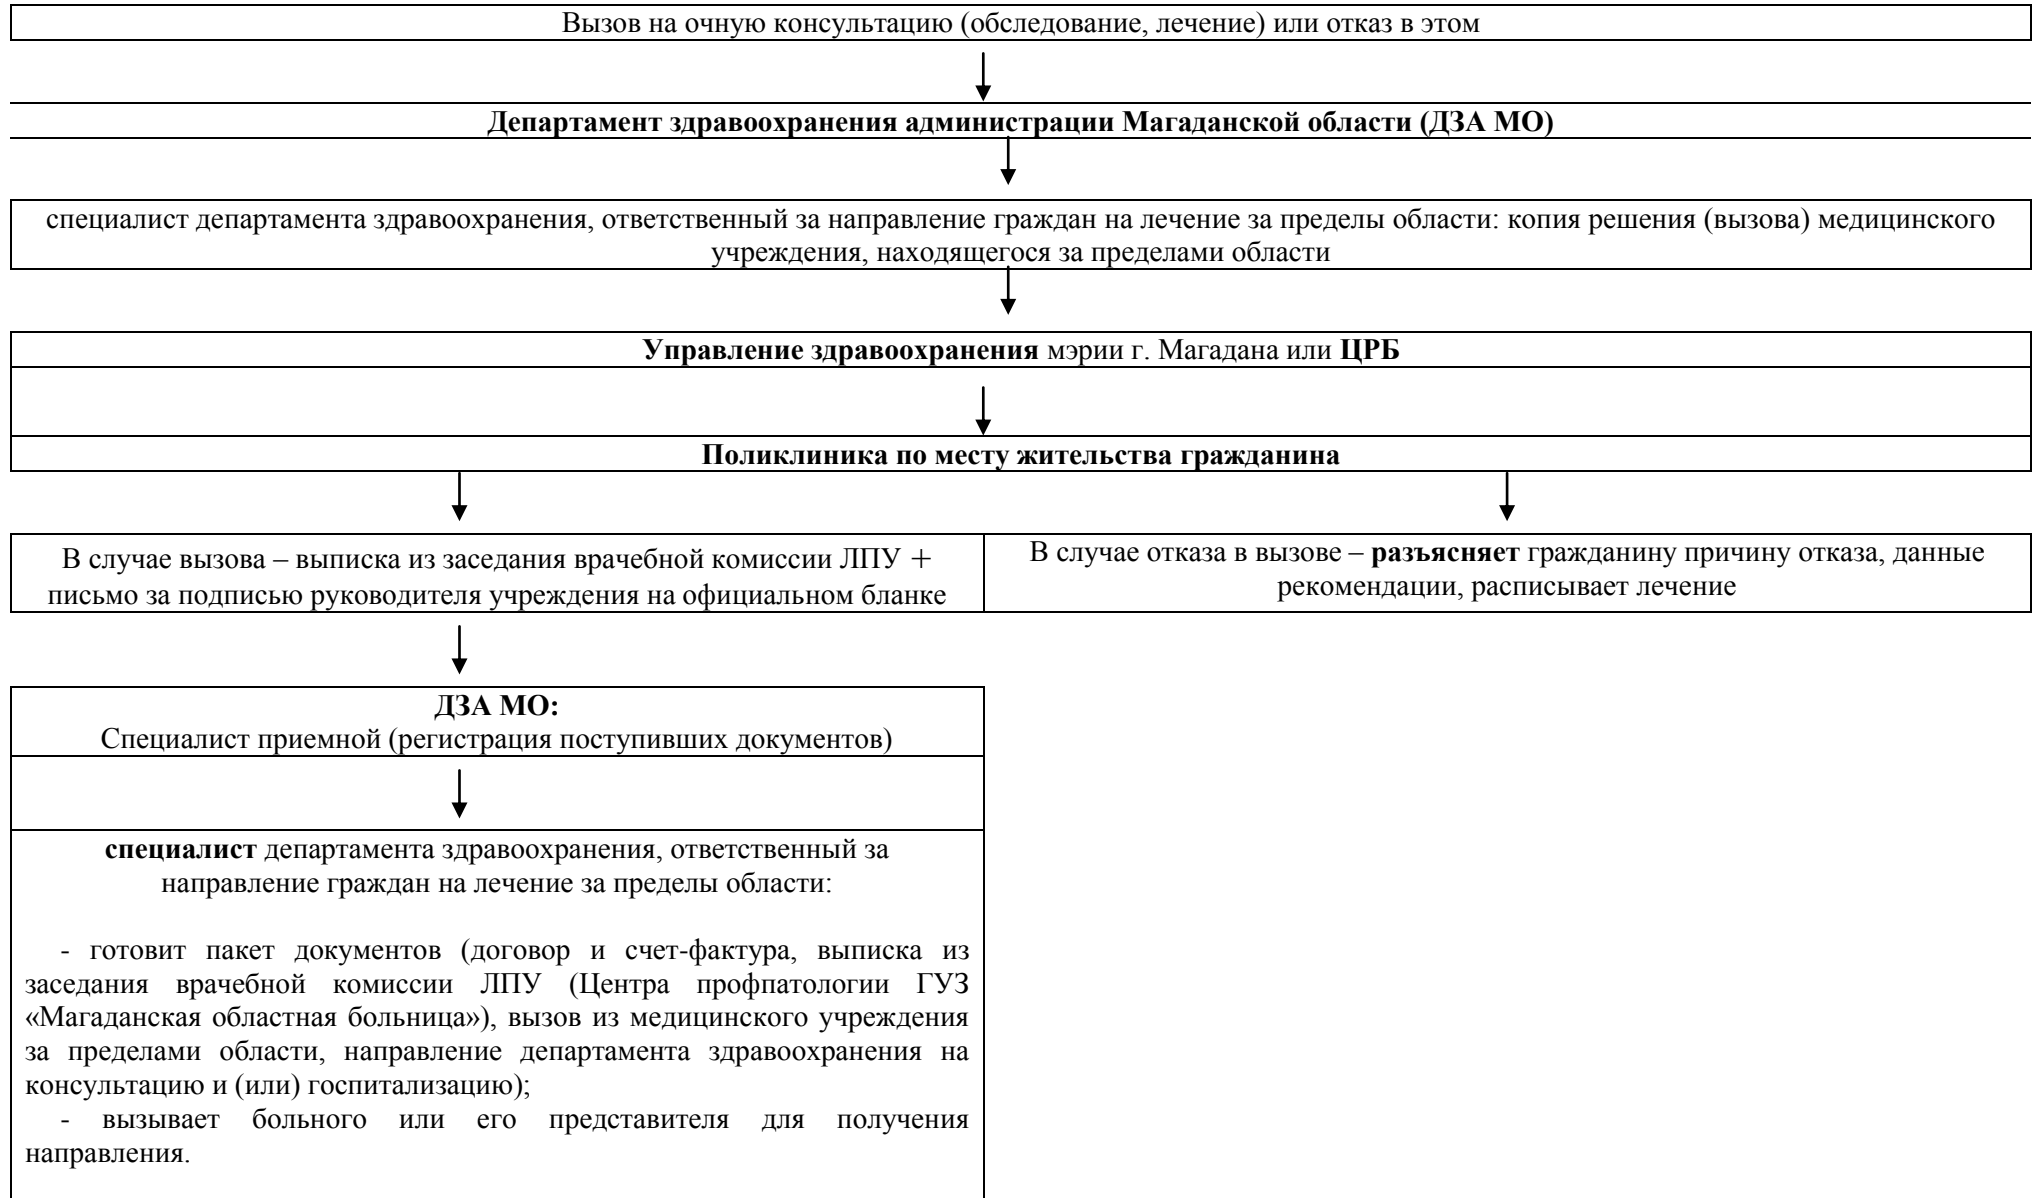 Вызов на очную консультацию (обследование, лечение) или отказ в этом
Департамент здравоохранения администрации Магаданской области (ДЗА МО)
специалист департамента здравоохранения, ответственный за направление граждан на лечение за пределы области: копия решения (вызова) медицинского
учреждения, находящегося за пределами области
Управление здравоохранения мэрии г. Магадана или ЦРБ
Поликлиника по месту жительства гражданина
В случае вызова – выписка из заседания врачебной комиссии ЛПУ +
письмо за подписью руководителя учреждения на официальном бланке
В случае отказа в вызове – разъясняет гражданину причину отказа, данные
рекомендации, расписывает лечение
ДЗА МО:
Специалист приемной (регистрация поступивших документов)
специалист департамента здравоохранения, ответственный за
направление граждан на лечение за пределы области:
- готовит пакет документов (договор и счет-фактура, выписка из
заседания врачебной комиссии ЛПУ (Центра профпатологии ГУЗ
«Магаданская областная больница»), вызов из медицинского учреждения
за пределами области, направление департамента здравоохранения на
консультацию и (или) госпитализацию);
- вызывает больного или его представителя для получения
направления.